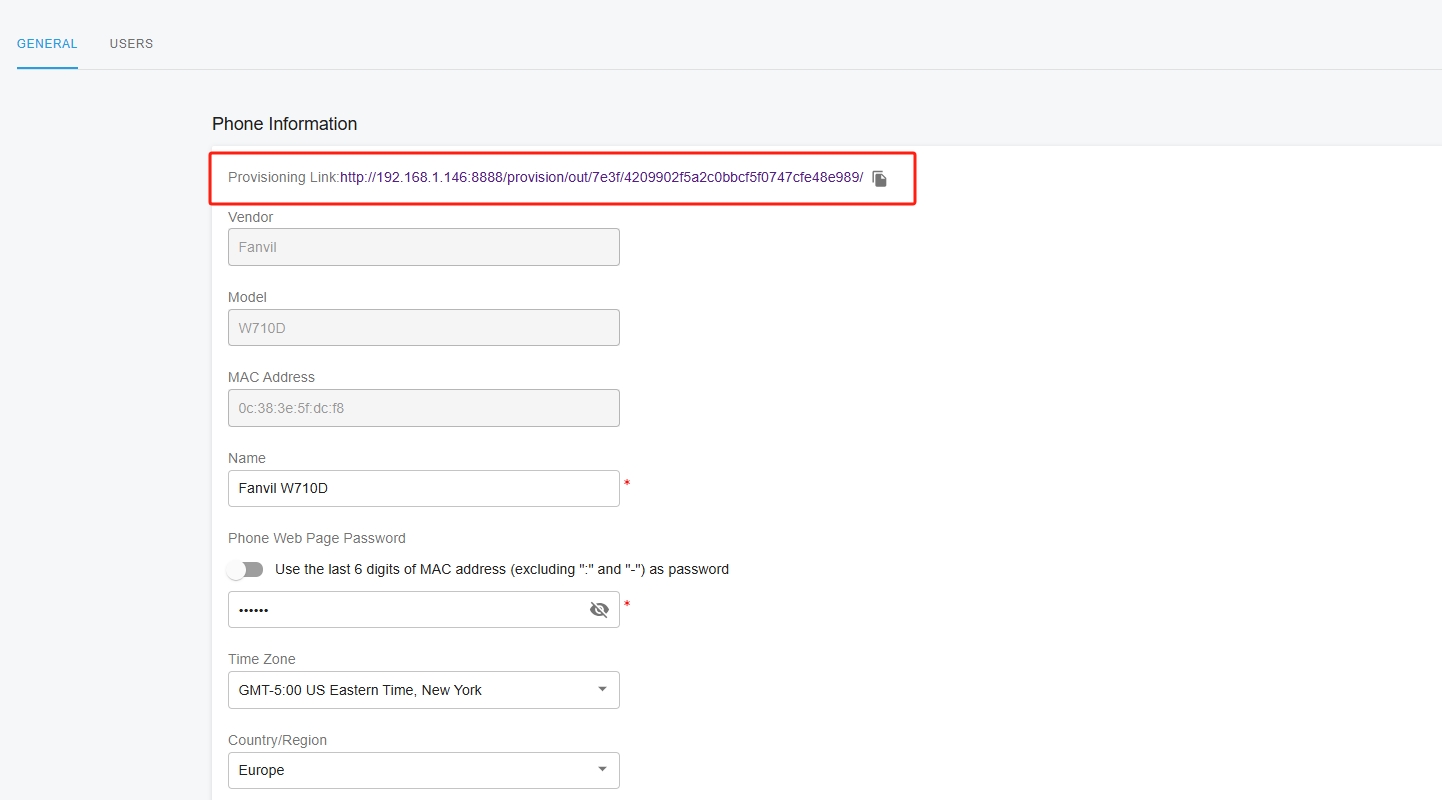 GENERAL USERS
Phone Information
Provisioning Link:http://192.168.1.146:8888/provision/out/7e3f/4209902f5a2c0bbcf5f0747cfe48e989/
Vendor
Fanvil
Model
W710D
MAC Address
0c:38:3e:5f:dc:f8
Name
Fanvil W710D *
Phone Web Page Password
Use the last 6 digits of MAC address (excluding ":" and "-") as password
•••••• *
Time Zone
GMT-5:00 US Eastern Time, New York
Country/Region
Europe